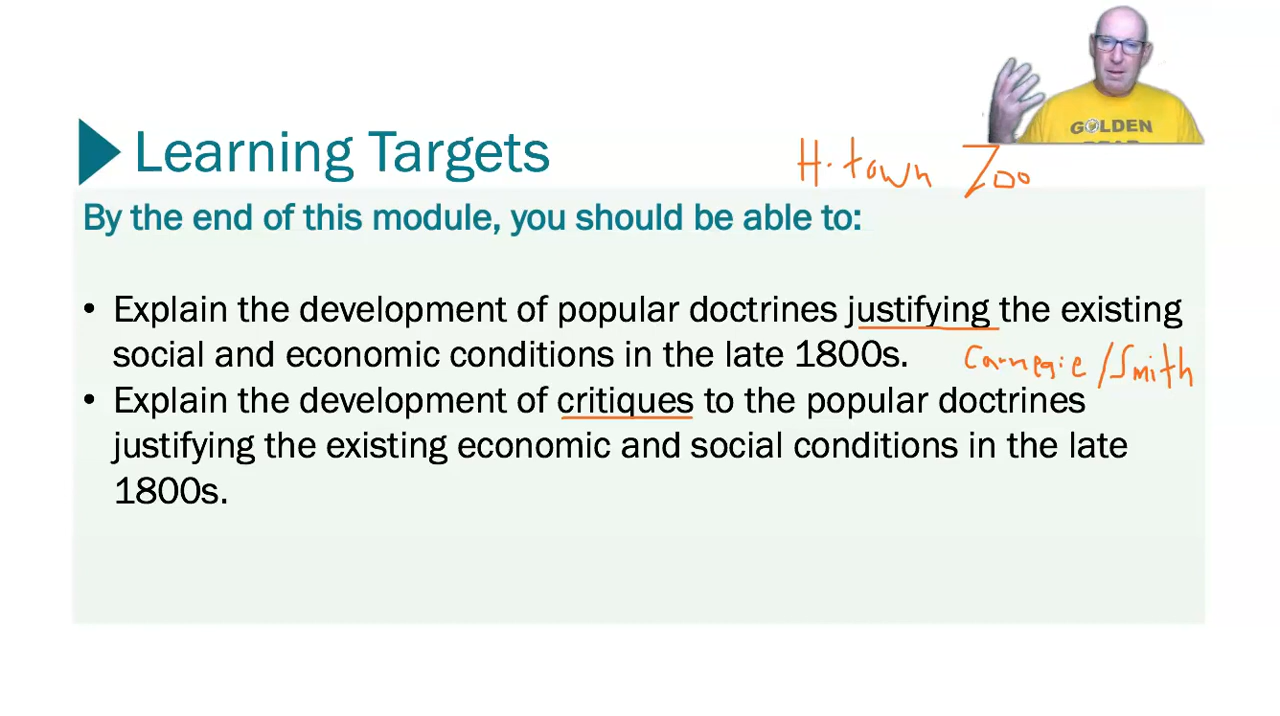 GOLDEN
Learning Targets
H-town Zoo
By the end of this module, you should be able to:
• Explain the development of popular doctrines justifying the existing
social and economic conditions in the late 1800s.
Carnegie/Smith
• Explain the development of critiques to the popular doctrines
justifying the existing economic and social conditions in the late
1800s.